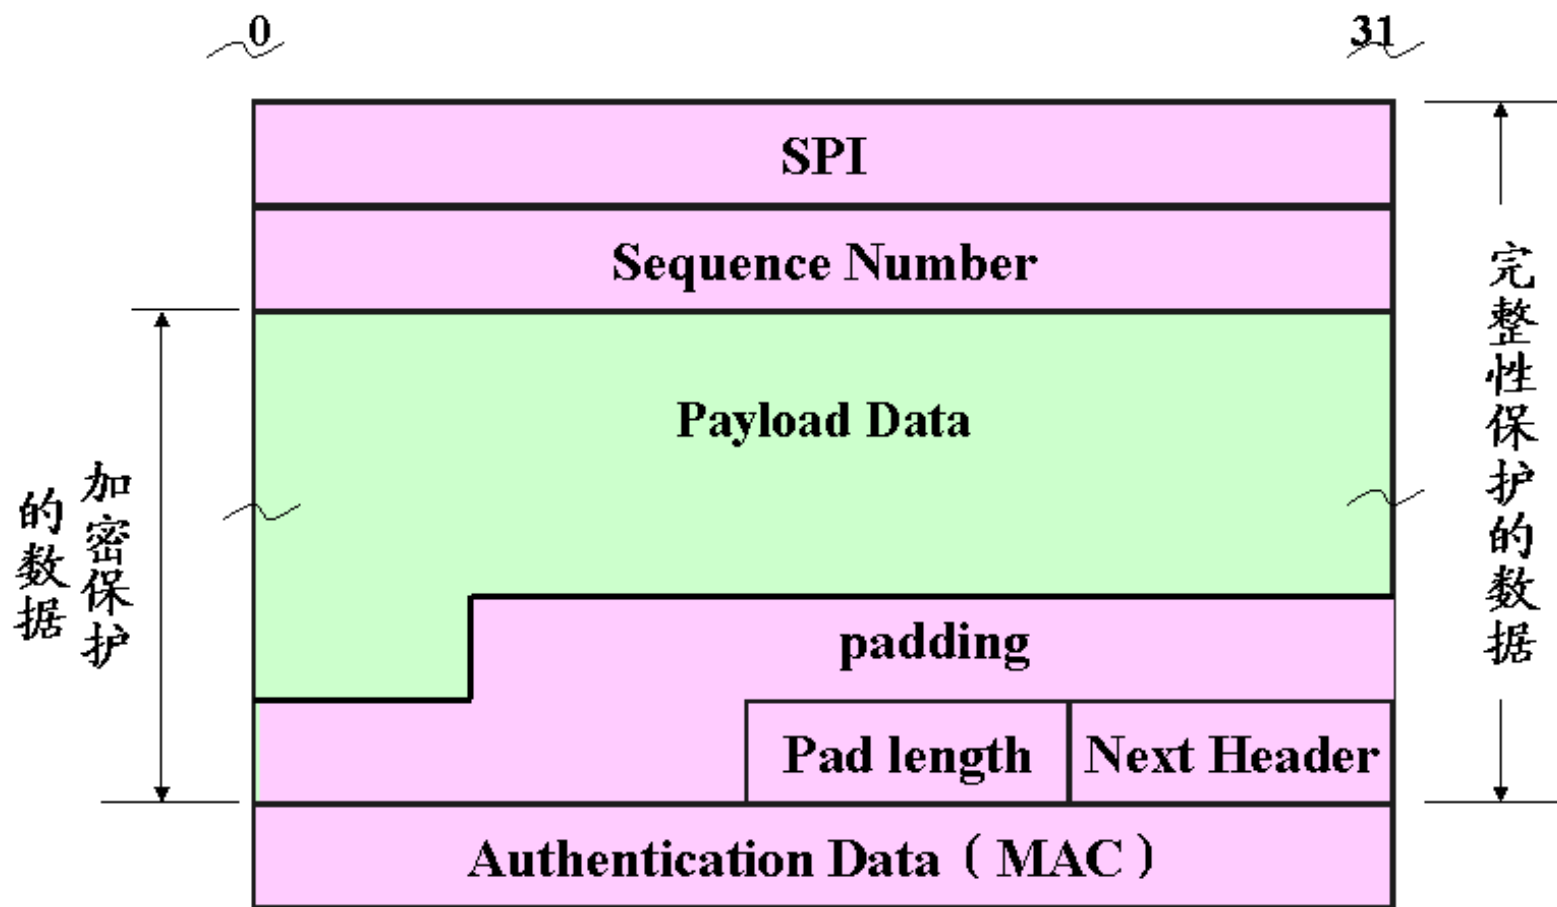 0
31
SPI
Sequence Number
Payload Data
padding
Pad length
Next Header
Authentication Data（MAC）
加密保护
的数据
完整性保护的数据